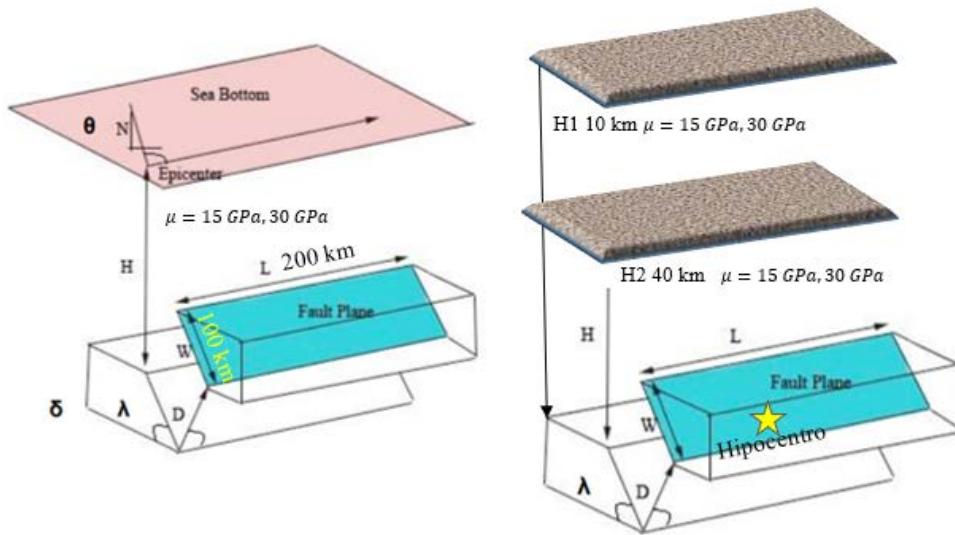 Sea Bottom
θ
N
Epicenter
μ = 15 GPa, 30 GPa
H
L 200 km
Fault Plane
100 km
W
δ
λ
D
H1 10 km μ = 15 GPa, 30 GPa
H2 40 km μ = 15 GPa, 30 GPa
H
L
Fault Plane
W
Hipocentro
λ
D